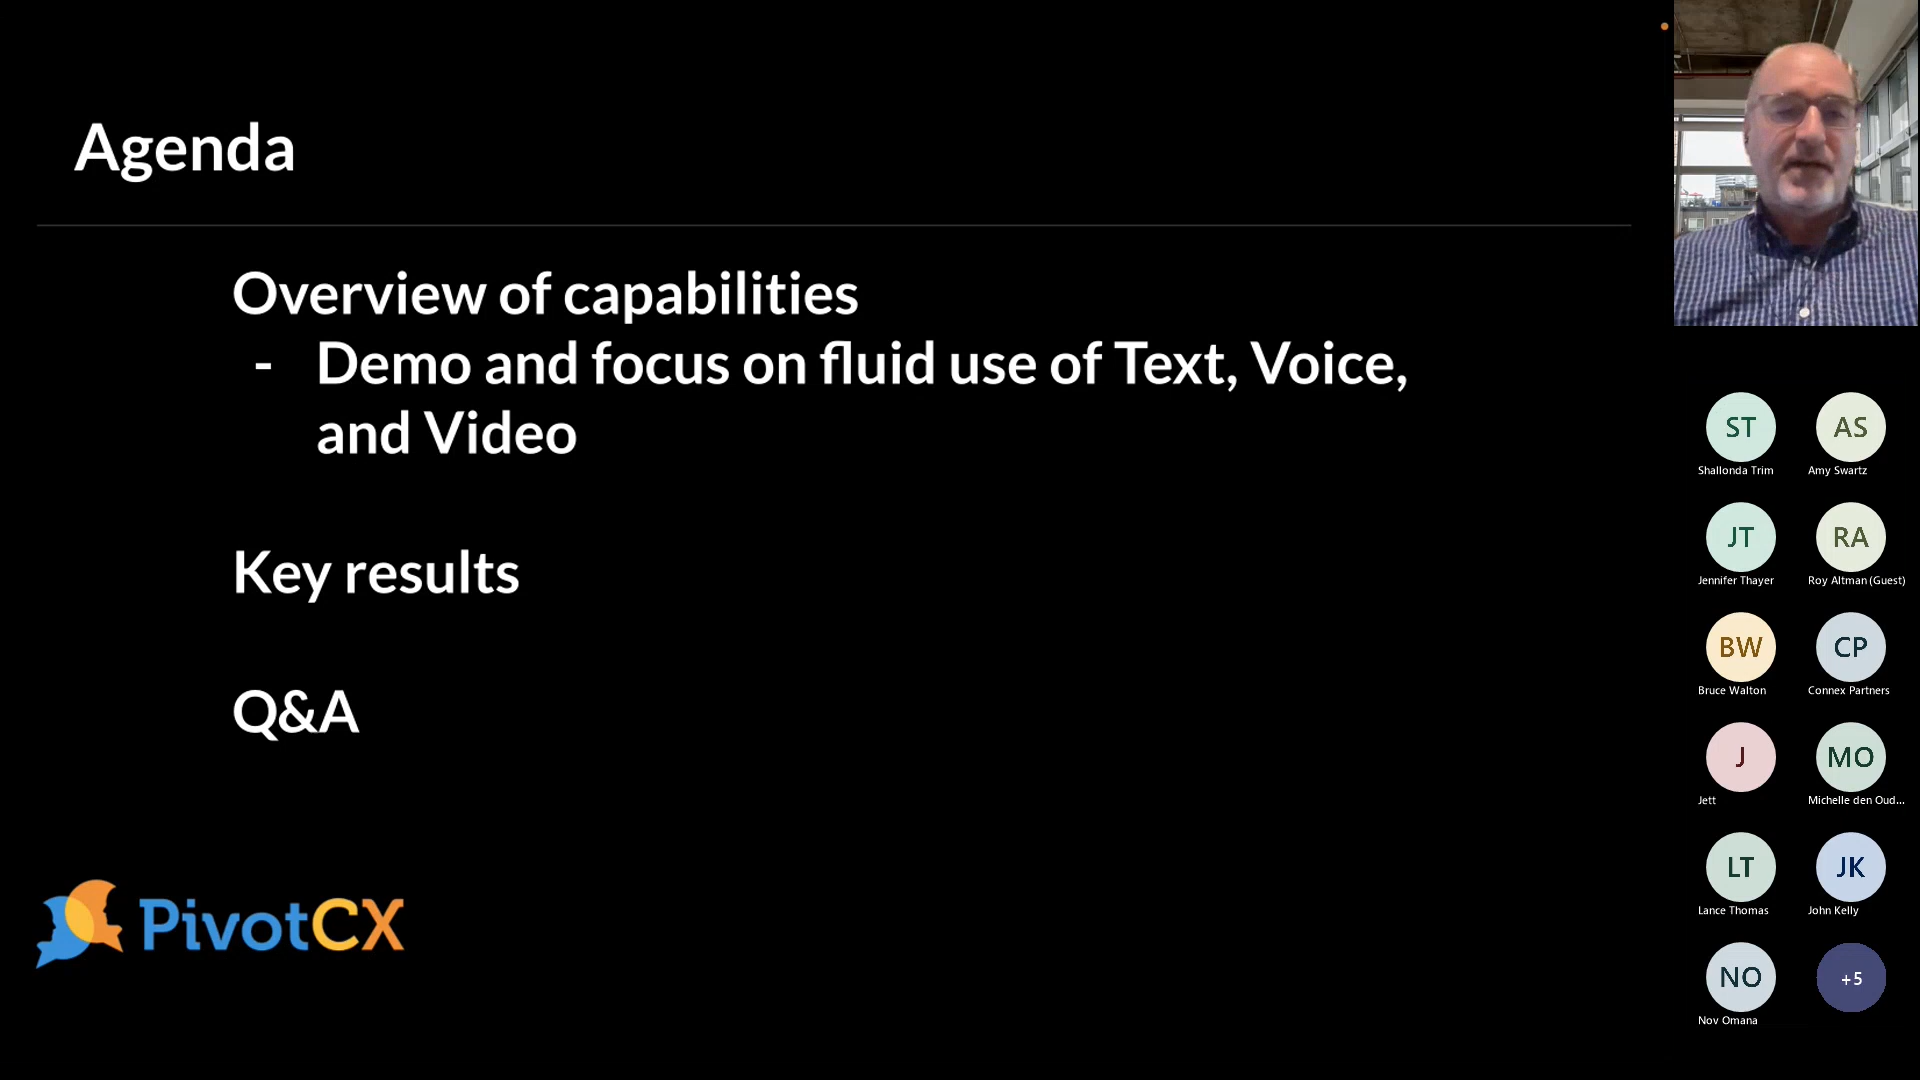 Agenda
Overview of capabilities
- Demo and focus on fluid use of Text, Voice,
and Video
Key results
Q&A
PivotCX
ST
Shallonda Trim
AS
Amy Swartz
JT
Jennifer Thayer
RA
Roy Altman (Guest)
BW
Bruce Walton
CP
Connex Partners
J
Jett
MO
Michelle den Oud...
LT
Lance Thomas
JK
John Kelly
NO
Nov Omana
+5